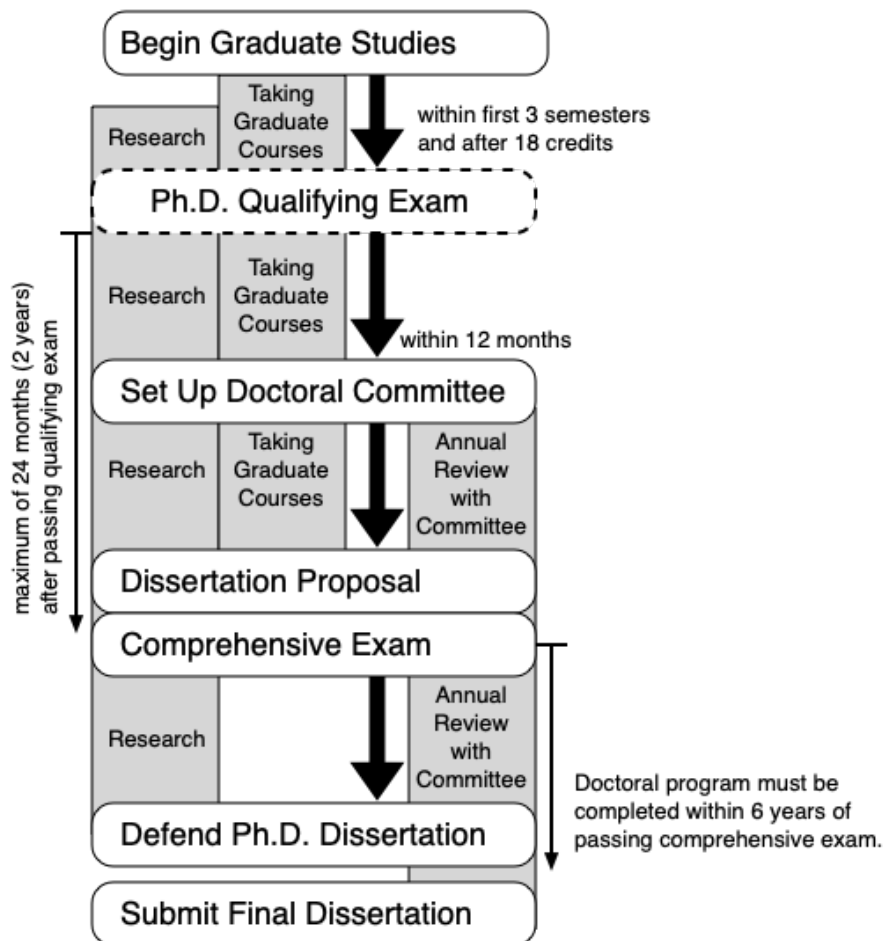 Begin Graduate Studies
Taking
Graduate
Courses
Research
within first 3 semesters
and after 18 credits
Ph.D. Qualifying Exam
maximum of 24 months (2 years)
after passing qualifying exam
Research
Taking
Graduate
Courses
within 12 months
Set Up Doctoral Committee
Research
Taking
Graduate
Courses
Annual
Review
with
Committee
Dissertation Proposal
Comprehensive Exam
Research
Annual
Review
with
Committee
Doctoral program must be
completed within 6 years of
passing comprehensive exam.
Defend Ph.D. Dissertation
Submit Final Dissertation